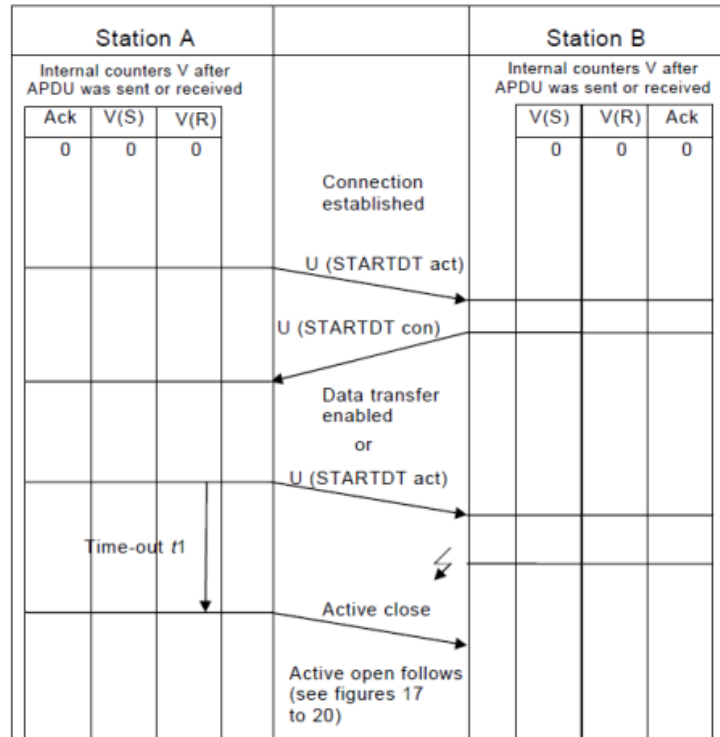 Station A
Station B
Internal counters V after
APDU was sent or received
Internal counters V after
APDU was sent or received
Ack V(S) V(R)
V(S) V(R) Ack
0 0 0
0 0 0
Connection
established
U (STARTDT act)
U (STARTDT con)
Data transfer
enabled
or
U (STARTDT act)
Time-out t1
Active close
Active open follows
(see figures 17
to 20)